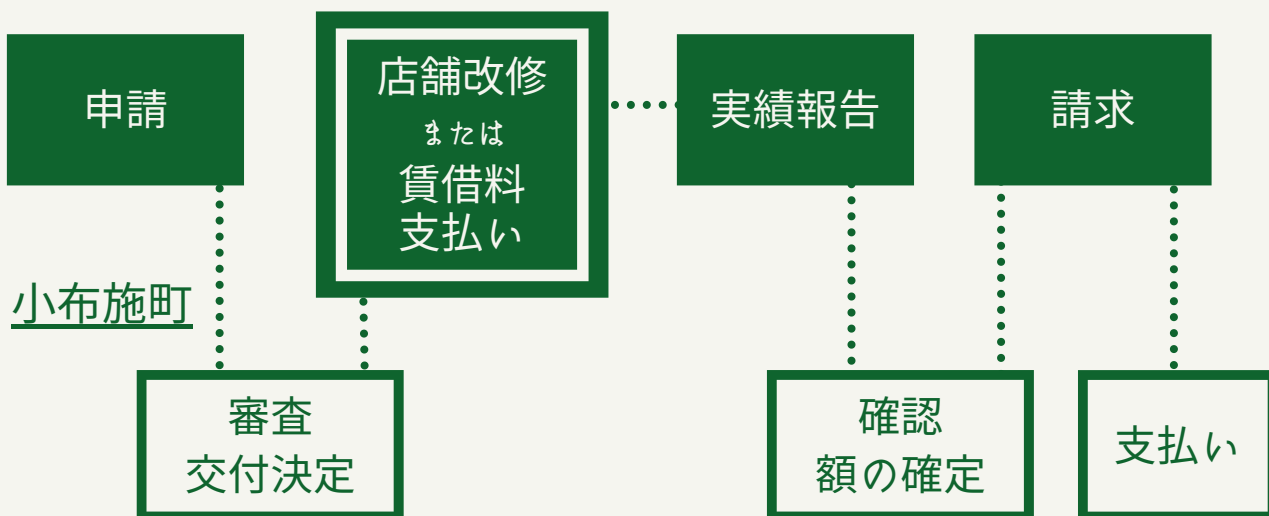 申請
店舗改修
または
賃借料
支払い
実績報告
請求
小布施町
審査
交付決定
確認
額の確定
支払い